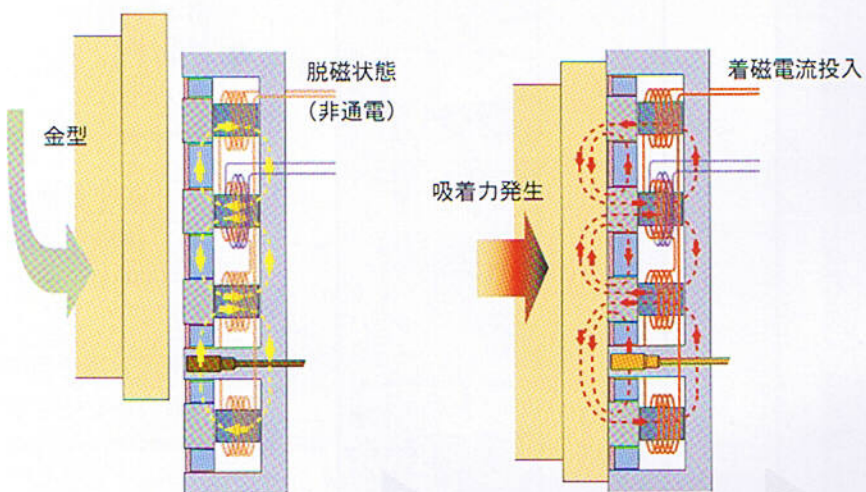 脱磁状態
（非通電）
金型
着磁電流投入
吸着力発生